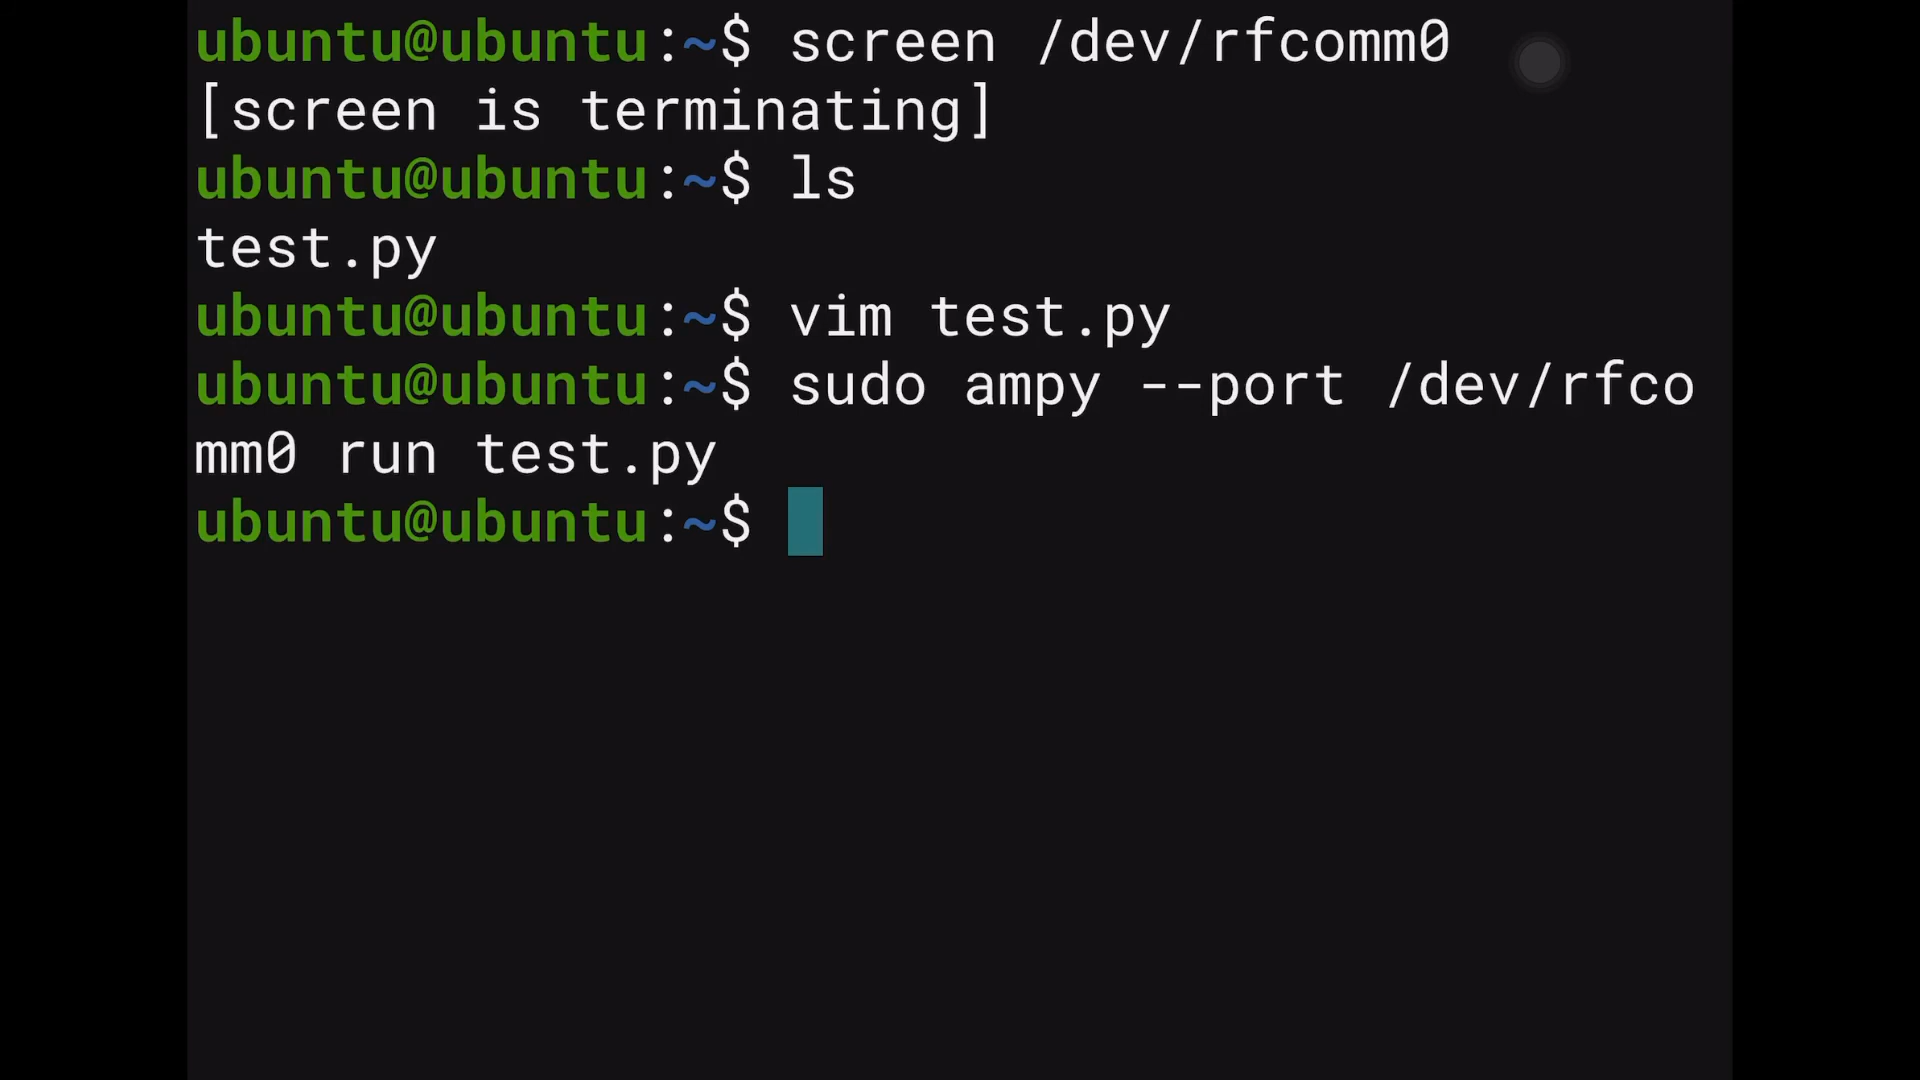 ubuntu@ubuntu:~$ screen /dev/rfcomm0
[screen is terminating]
ubuntu@ubuntu:~$ ls
test.py
ubuntu@ubuntu:~$ vim test.py
ubuntu@ubuntu:~$ sudo ampy --port /dev/rfco
mm0 run test.py
ubuntu@ubuntu:~$